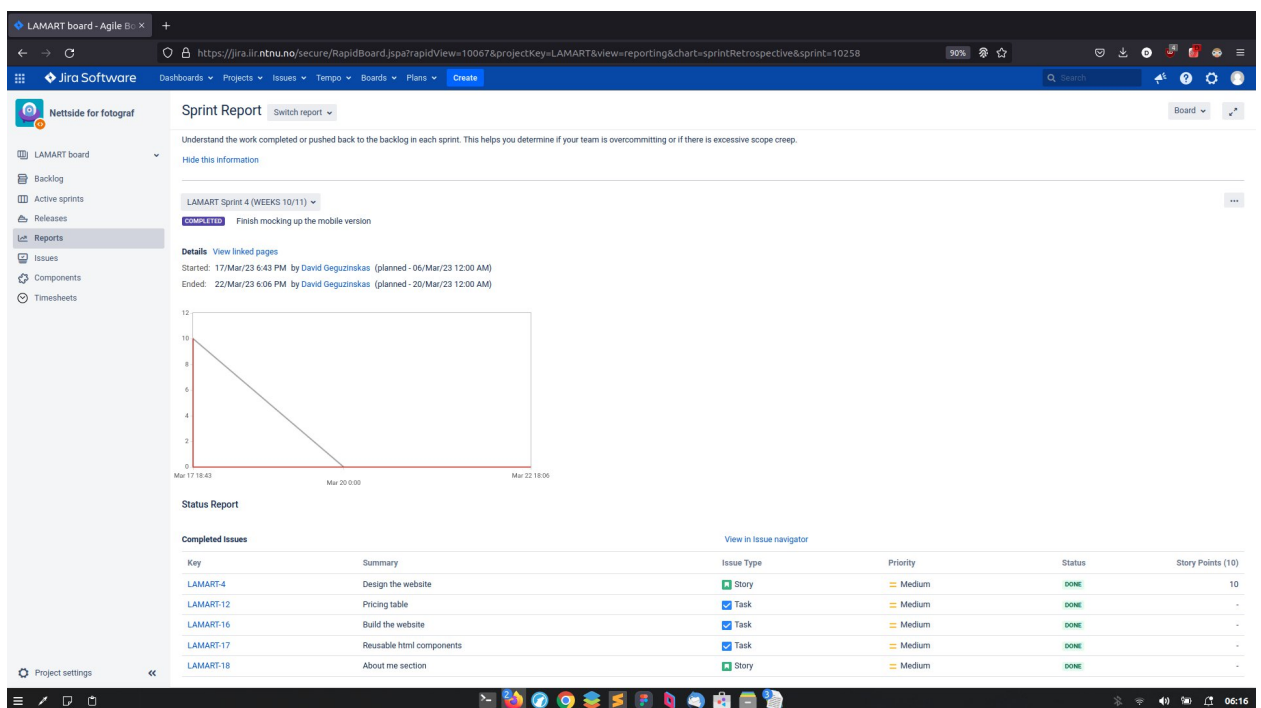 LAMART board - Agile Bo
https://jira.iir.ntnu.no/secure/RapidBoard.jspa?rapidView=10067&projectKey=LAMART&view=reporting&chart=sprintRetrospective&sprint=10258 90%
Jira Software Dashboards Projects Issues Tempo Boards Plans Create Search
Nettside for fotograf
LAMART board
Backlog
Active sprints
Releases
Reports
Issues
Components
Timesheets
Project settings
Sprint Report Switch report Board
Understand the work completed or pushed back to the backlog in each sprint. This helps you determine if your team is overcommitting or if there is excessive scope creep.
Hide this information
LAMART Sprint 4 (WEEKS 10/11)
COMPLETED Finish mocking up the mobile version
Details View linked pages
Started: 17/Mar/23 6:43 PM by David Geguzinskas (planned - 06/Mar/23 12:00 AM)
Ended: 22/Mar/23 6:06 PM by David Geguzinskas (planned - 20/Mar/23 12:00 AM)
12
10
8
6
4
2
0
Mar 17 18:43 Mar 20 0:00 Mar 22 18:06
Status Report
Completed Issues View in Issue navigator
Key Summary Issue Type Priority Status Story Points (10)
LAMART-4 Design the website Story Medium DONE 10
LAMART-12 Pricing table Task Medium DONE -
LAMART-16 Build the website Task Medium DONE -
LAMART-17 Reusable html components Task Medium DONE -
LAMART-18 About me section Story Medium DONE -
2 3 06:16